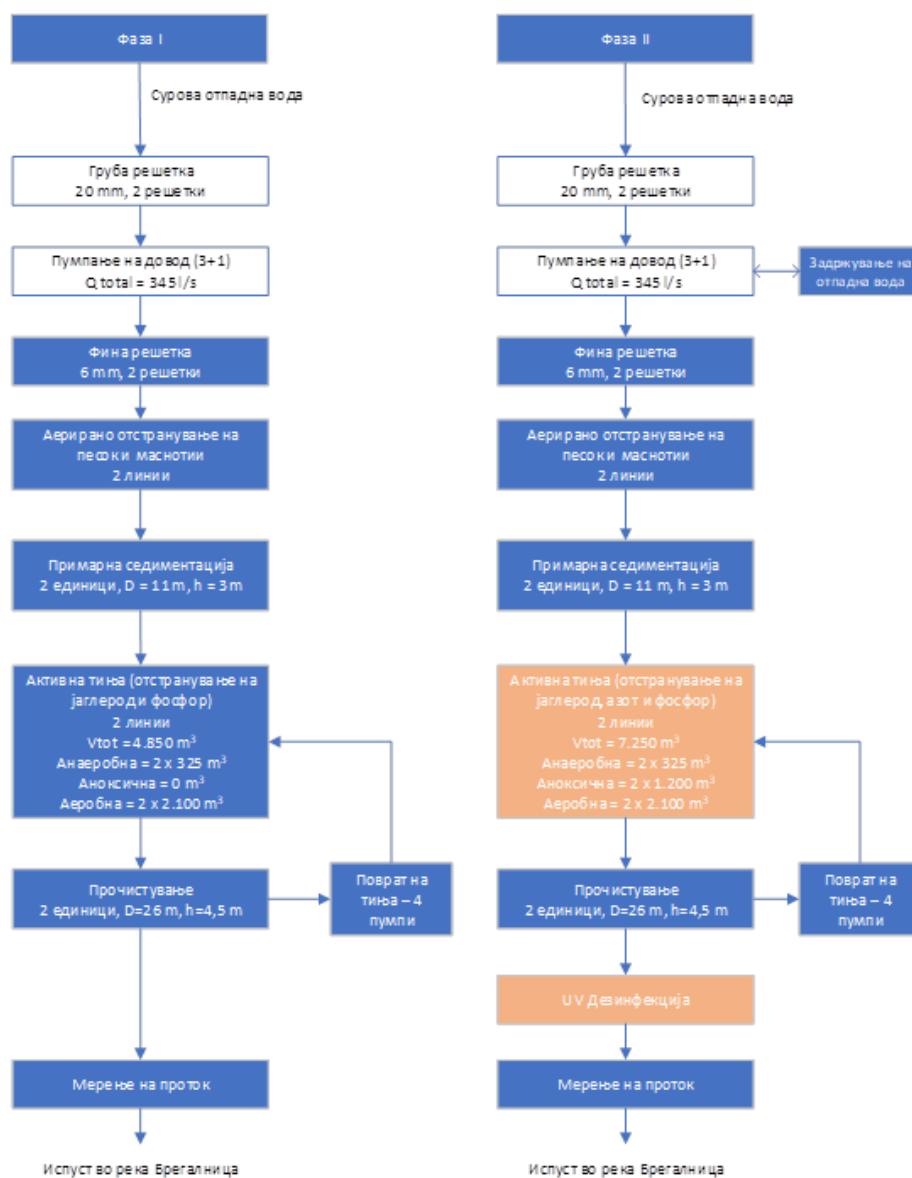 Фаза I
Сурова отпадна вода
Груба решетка
20 mm, 2 решетки
Пумпање на довод (3+1)
Q total = 345 l/s
Фина решетка
6 mm, 2 решетки
Аерирано отстранување на
песок и маснотии
2 линии
Примарна седиментација
2 единици, D = 11 m, h = 3 m
Активна тиња (отстранување на
јаглерод и фосфор)
2 линии
Vtot = 4.850 m³
Анаеробна = 2 x 325 m³
Аноксична = 0 m³
Аеробна = 2 x 2.100 m³
Прочистување
2 единици, D=26 m, h=4,5 m
Поврат на
тиња – 4
пумпи
Мерење на проток
Испуст во река Брегалница
Фаза II
Сурова отпадна вода
Груба решетка
20 mm, 2 решетки
Пумпање на довод (3+1)
Q total = 345 l/s
Задржување на
отпадна вода
Фина решетка
6 mm, 2 решетки
Аерирано отстранување на
песок и маснотии
2 линии
Примарна седиментација
2 единици, D = 11 m, h = 3 m
Активна тиња (отстранување на
јаглерод, азот и фосфор)
2 линии
Vtot = 7.250 m³
Анаеробна = 2 x 325 m³
Аноксична = 2 x 1.200 m³
Аеробна = 2 x 2.100 m³
Прочистување
2 единици, D=26 m, h=4,5 m
Поврат на
тиња – 4
пумпи
UV Дезинфекција
Мерење на проток
Испуст во река Брегалница